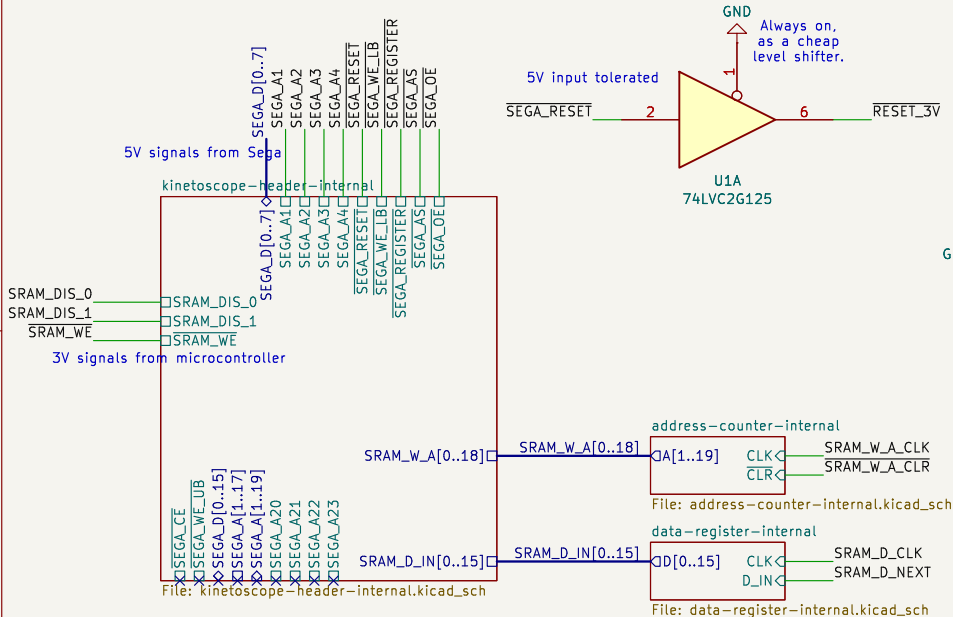 GND
Always on,
as a cheap
level shifter.
5V input tolerated
1
SEGA_RESET
2
6
RESET_3V
U1A
74LVC2G125
SEGA_D[0..7]
SEGA_A1
SEGA_A2
SEGA_A3
SEGA_A4
SEGA_RESET
SEGA_WE_LB
SEGA_REGISTER
SEGA_AS
SEGA_OE
5V signals from Sega
kinetoscope-header-internal
SEGA_D[0..7]
SEGA_A1
SEGA_A2
SEGA_A3
SEGA_A4
SEGA_RESET
SEGA_WE_LB
SEGA_REGISTER
SEGA_AS
SEGA_OE
G
SRAM_DIS_0
SRAM_DIS_0
SRAM_DIS_1
SRAM_DIS_1
SRAM_WE
SRAM_WE
3V signals from microcontroller
address-counter-internal
SRAM_W_A[0..18]
SRAM_W_A[0..18]
A[1..19]
CLK
SRAM_W_A_CLK
CLR
SRAM_W_A_CLR
File: address-counter-internal.kicad_sch
data-register-internal
SRAM_D_IN[0..15]
SRAM_D_IN[0..15]
D[0..15]
CLK
SRAM_D_CLK
D_IN
SRAM_D_NEXT
File: data-register-internal.kicad_sch
SEGA_CE
SEGA_WE_UB
SEGA_D[0..15]
SEGA_A[1..17]
SEGA_A[1..19]
SEGA_A20
SEGA_A21
SEGA_A22
SEGA_A23
File: kinetoscope-header-internal.kicad_sch